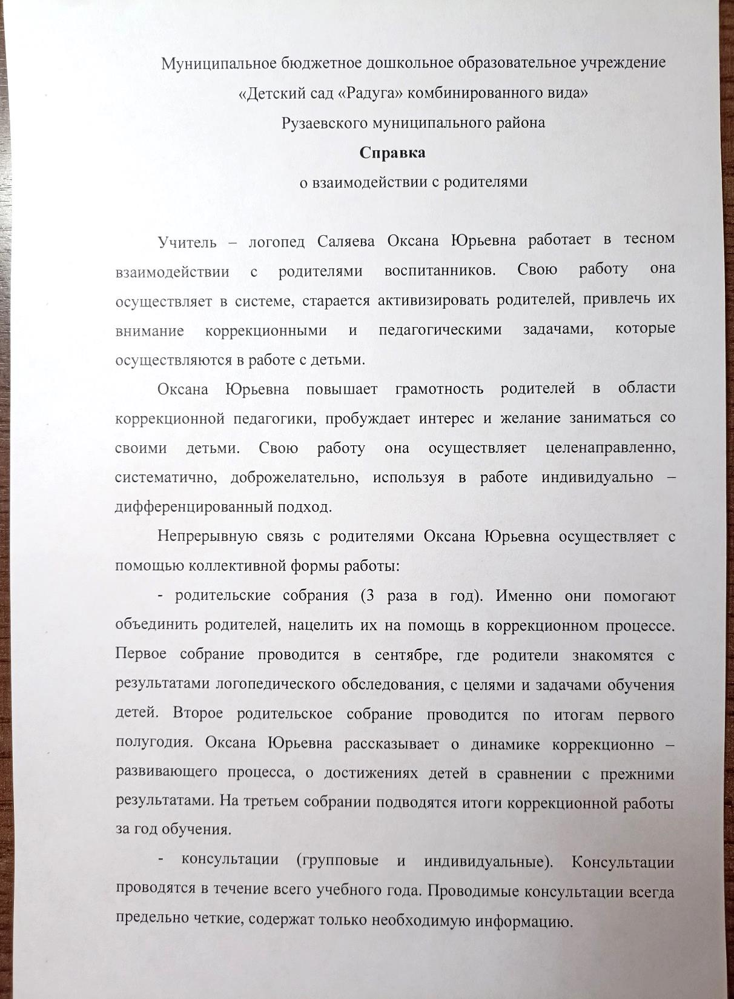 Муниципальное бюджетное дошкольное образовательное учреждение
«Детский сад «Радуга» комбинированного вида»
Рузаевского муниципального района
Справка
о взаимодействии с родителями
Учитель – логопед Саляева Оксана Юрьевна работает в тесном
взаимодействии с родителями воспитанников. Свою работу она
осуществляет в системе, старается активизировать родителей, привлечь их
внимание коррекционными и педагогическими задачами, которые
осуществляются в работе с детьми.
Оксана Юрьевна повышает грамотность родителей в области
коррекционной педагогики, пробуждает интерес и желание заниматься со
своими детьми. Свою работу она осуществляет целенаправленно,
систематично, доброжелательно, используя в работе индивидуально –
дифференцированный подход.
Непрерывную связь с родителями Оксана Юрьевна осуществляет с
помощью коллективной формы работы:
- родительские собрания (3 раза в год). Именно они помогают
объединить родителей, нацелить их на помощь в коррекционном процессе.
Первое собрание проводится в сентябре, где родители знакомятся с
результатами логопедического обследования, с целями и задачами обучения
детей. Второе родительское собрание проводится по итогам первого
полугодия. Оксана Юрьевна рассказывает о динамике коррекционно –
развивающего процесса, о достижениях детей в сравнении с прежними
результатами. На третьем собрании подводятся итоги коррекционной работы
за год обучения.
- консультации (групповые и индивидуальные). Консультации
проводятся в течение всего учебного года. Проводимые консультации всегда
предельно четкие, содержат только необходимую информацию.